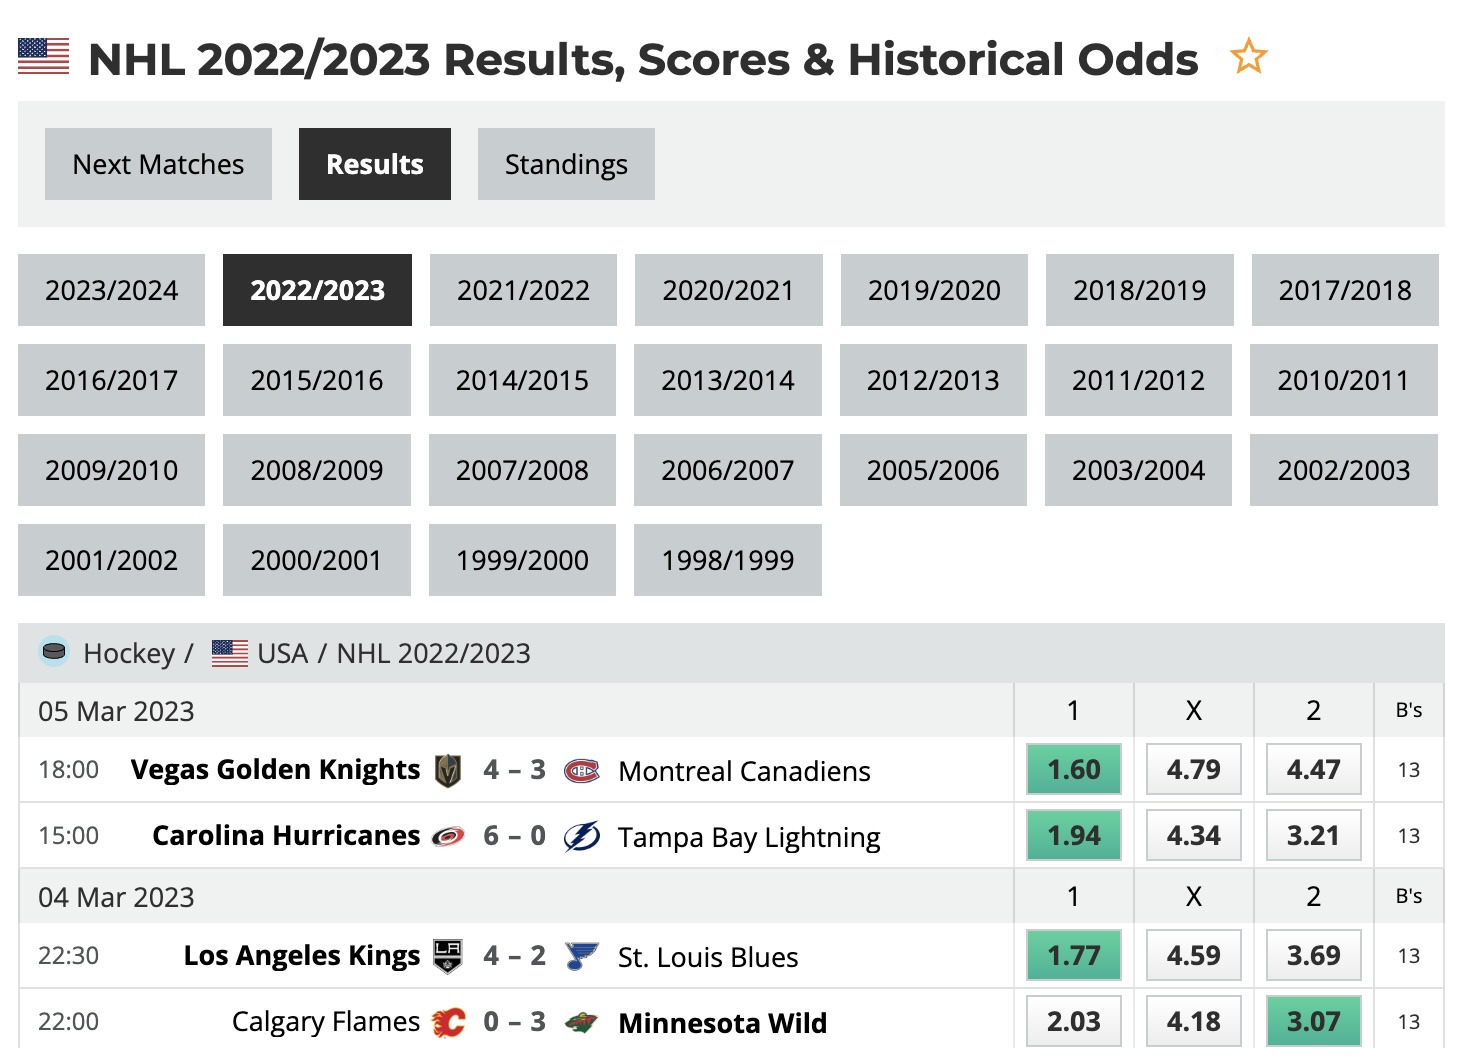 NHL 2022/2023 Results, Scores & Historical Odds
Next Matches Results Standings
2023/2024 2022/2023 2021/2022 2020/2021 2019/2020 2018/2019 2017/2018
2016/2017 2015/2016 2014/2015 2013/2014 2012/2013 2011/2012 2010/2011
2009/2010 2008/2009 2007/2008 2006/2007 2005/2006 2003/2004 2002/2003
2001/2002 2000/2001 1999/2000 1998/1999
Hockey / USA / NHL 2022/2023
05 Mar 2023 1 X 2 B's
18:00 Vegas Golden Knights 4 – 3 Montreal Canadiens 1.60 4.79 4.47 13
15:00 Carolina Hurricanes 6 – 0 Tampa Bay Lightning 1.94 4.34 3.21 13
04 Mar 2023 1 X 2 B's
22:30 Los Angeles Kings LA 4 – 2 St. Louis Blues 1.77 4.59 3.69 13
22:00 Calgary Flames 0 – 3 Minnesota Wild 2.03 4.18 3.07 13